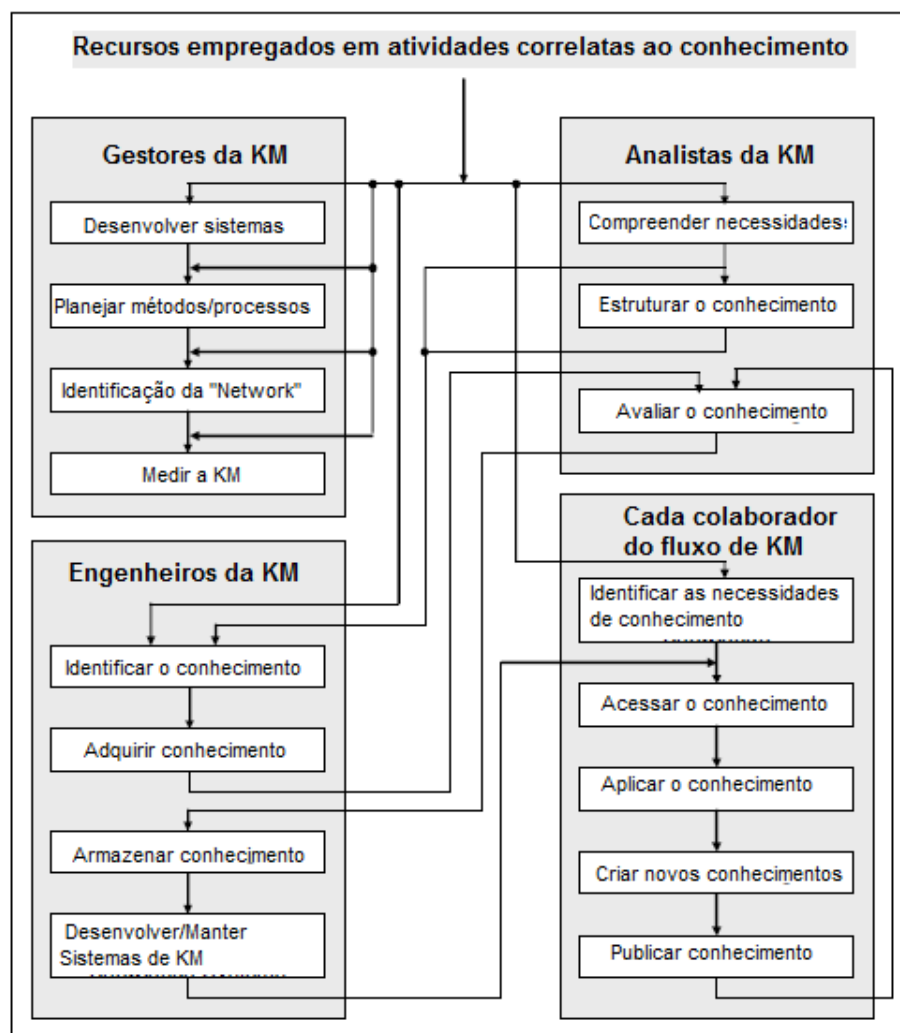 Recursos empregados em atividades correlatas ao conhecimento
Gestores da KM
Desenvolver sistemas
Planejar métodos/processos
Identificação da "Network"
Medir a KM
Analistas da KM
Compreender necessidades
Estruturar o conhecimento
Avaliar o conhecimento
Engenheiros da KM
Identificar o conhecimento
Adquirir conhecimento
Armazenar conhecimento
Desenvolver/Manter
Sistemas de KM
Cada colaborador
do fluxo de KM
Identificar as necessidades
de conhecimento
Acessar o conhecimento
Aplicar o conhecimento
Criar novos conhecimentos
Publicar conhecimento